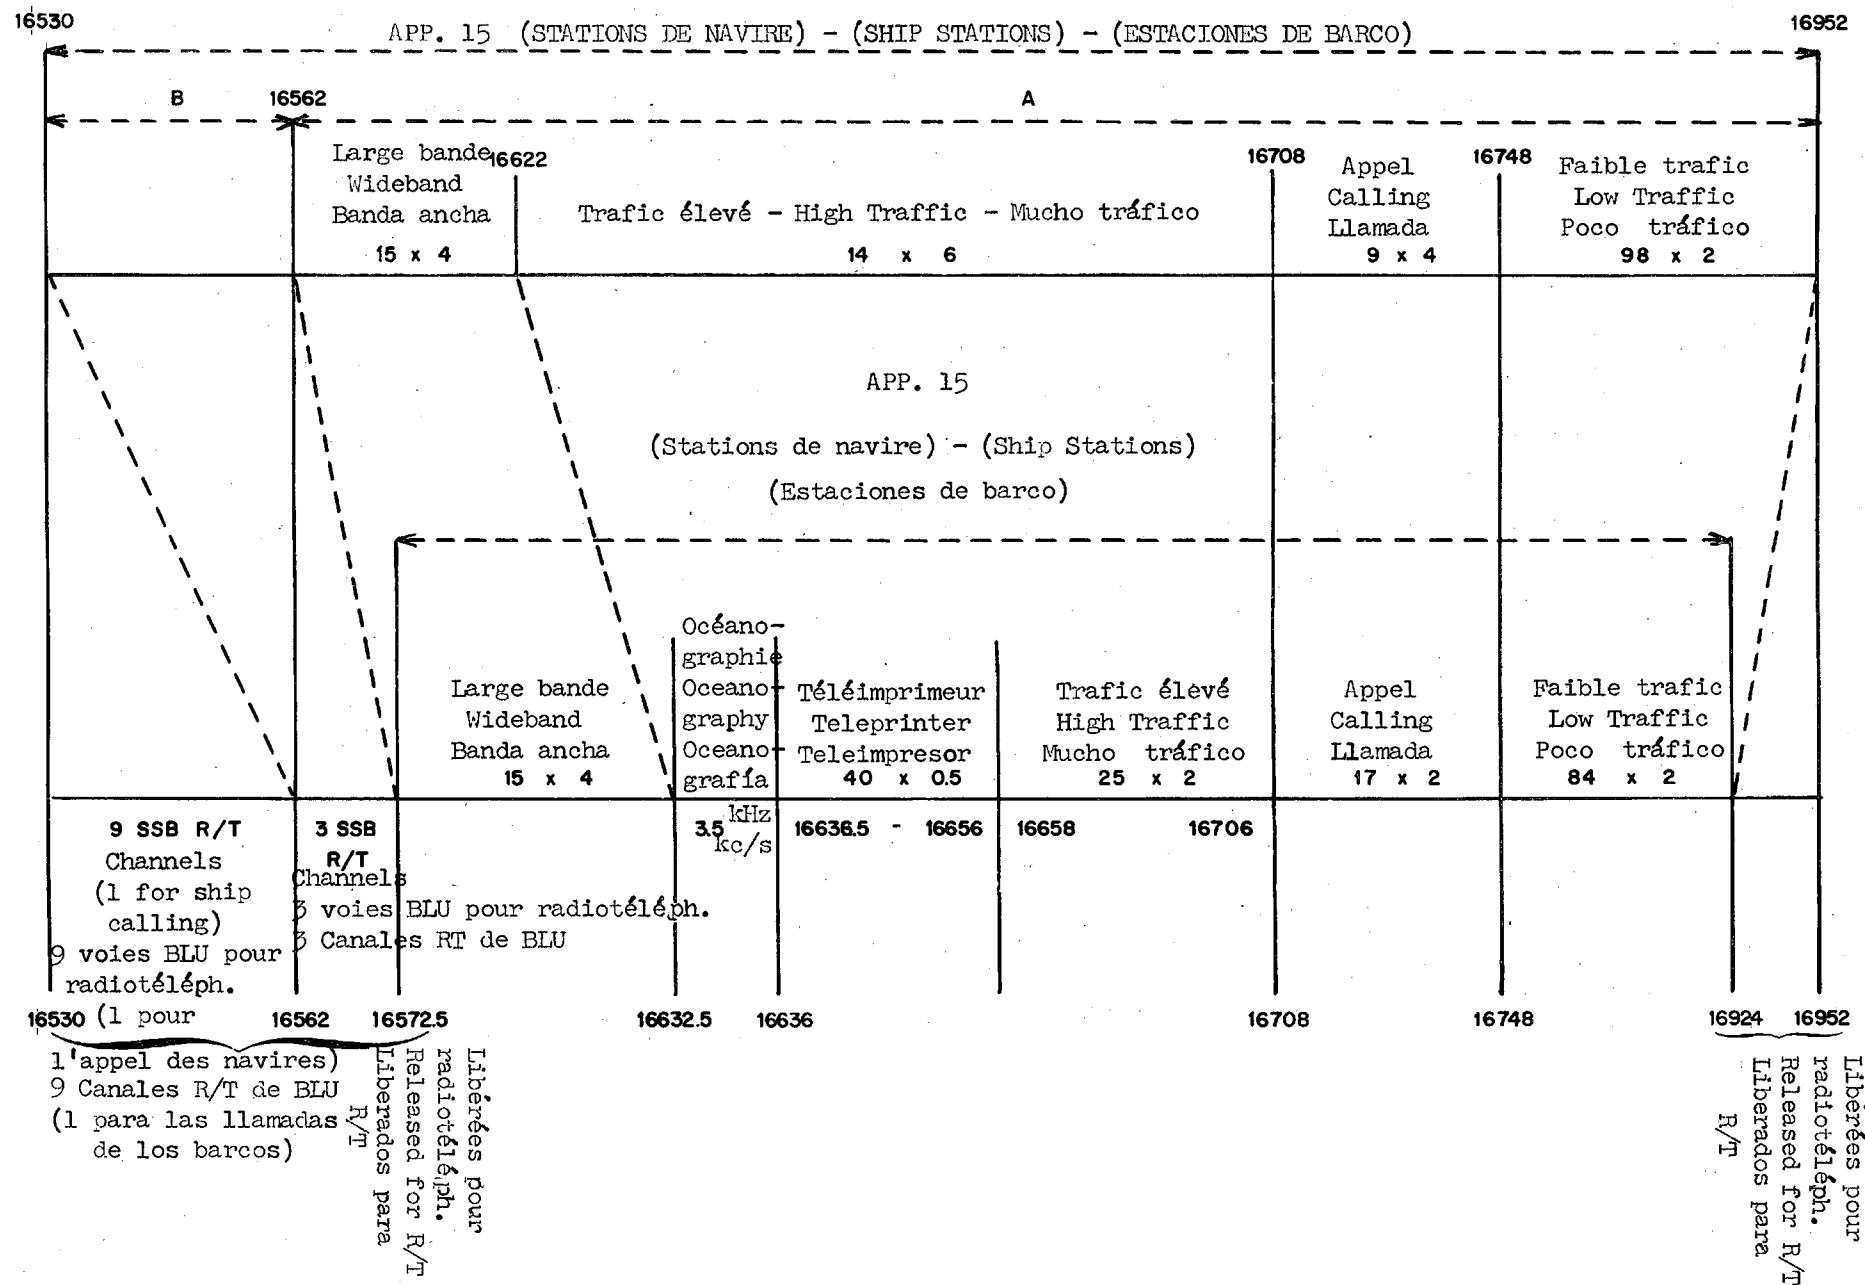 16530
16952
APP. 15 (STATIONS DE NAVIRE) - (SHIP STATIONS) - (ESTACIONES DE BARCO)
B
16562
A
Large bande
Wideband
Banda ancha
15 x 4
16622
Trafic élevé - High Traffic - Mucho tráfico
14 x 6
16708
Appel
Calling
Llamada
9 x 4
16748
Faible trafic
Low Traffic
Poco tráfico
98 x 2
APP. 15
(Stations de navire) - (Ship Stations)
(Estaciones de barco)
Large bande
Wideband
Banda ancha
15 x 4
Océano-
graphie
Oceano-
graphy
Oceano-
grafía
Téléimprimeur
Teleprinter
Teleimpresor
40 x 0.5
Trafic élevé
High Traffic
Mucho tráfico
25 x 2
Appel
Calling
Llamada
17 x 2
Faible trafic
Low Traffic
Poco tráfico
84 x 2
9 SSB R/T
Channels
(1 for ship
calling)
9 voies BLU pour
radiotéléph.
(1 pour
l'appel des navires)
9 Canales R/T de BLU
(1 para las llamadas
de los barcos)
3 SSB
R/T
Channels
3 voies BLU pour radiotéléph.
3 Canales RT de BLU
3.5 kHz
kc/s
16636.5 - 16656
16658
16706
16530
16562
16572.5
16632.5
16636
16708
16748
16924
16952
Libérées pour
radiotéléph.
Released for R/T
Liberados para
R/T
Libérées pour
radiotéléph.
Released for R/T
Liberados para
R/T